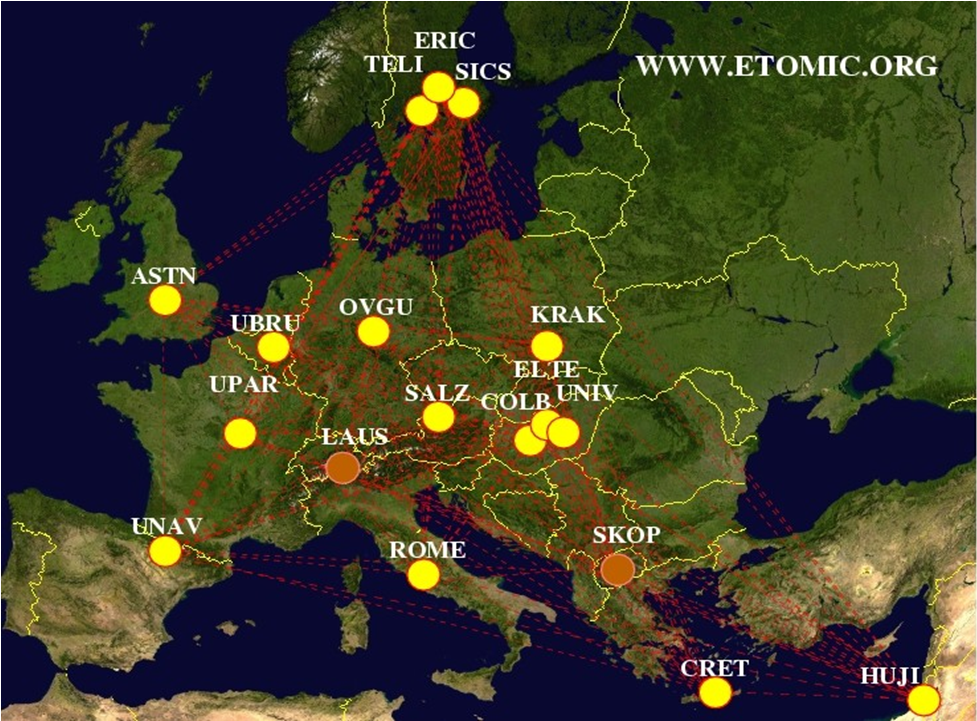 ERIC
TELI
SICS
WWW.ETOMIC.ORG
ASTN
UBRU
OVGU
KRAK
UPAR
ELTE
SALZ
COLB
UNIV
LAUS
UNAV
ROME
SKOP
CRET
HUJI